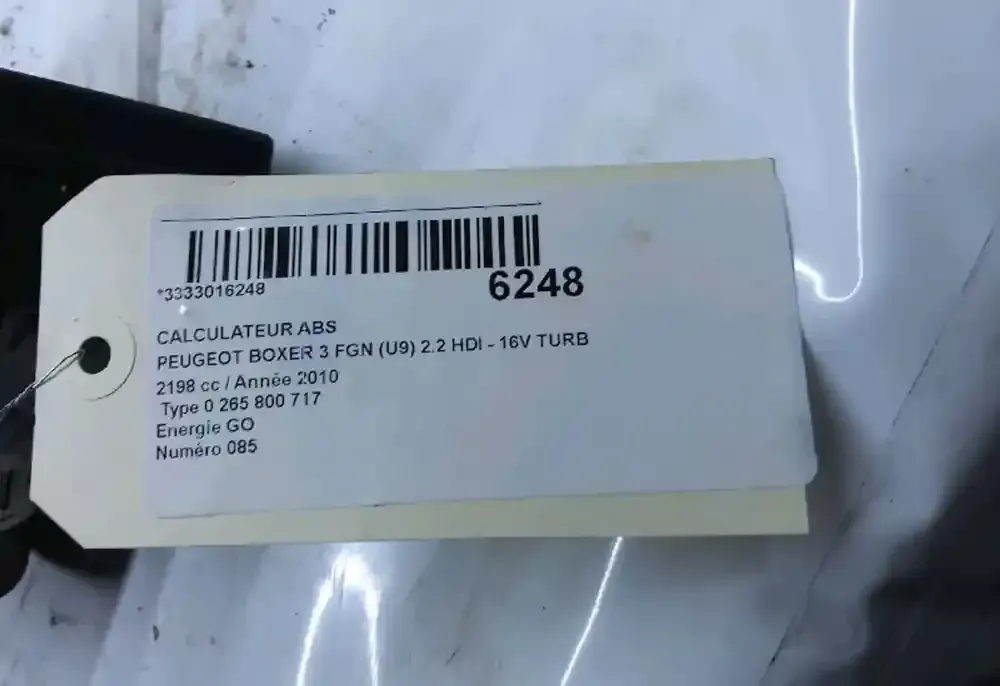 *3333016248
6248
CALCULATEUR ABS
PEUGEOT BOXER 3 FGN (U9) 2.2 HDI - 16V TURB
2198 cc / Année 2010
Type 0 265 800 717
Energie GO
Numéro 085